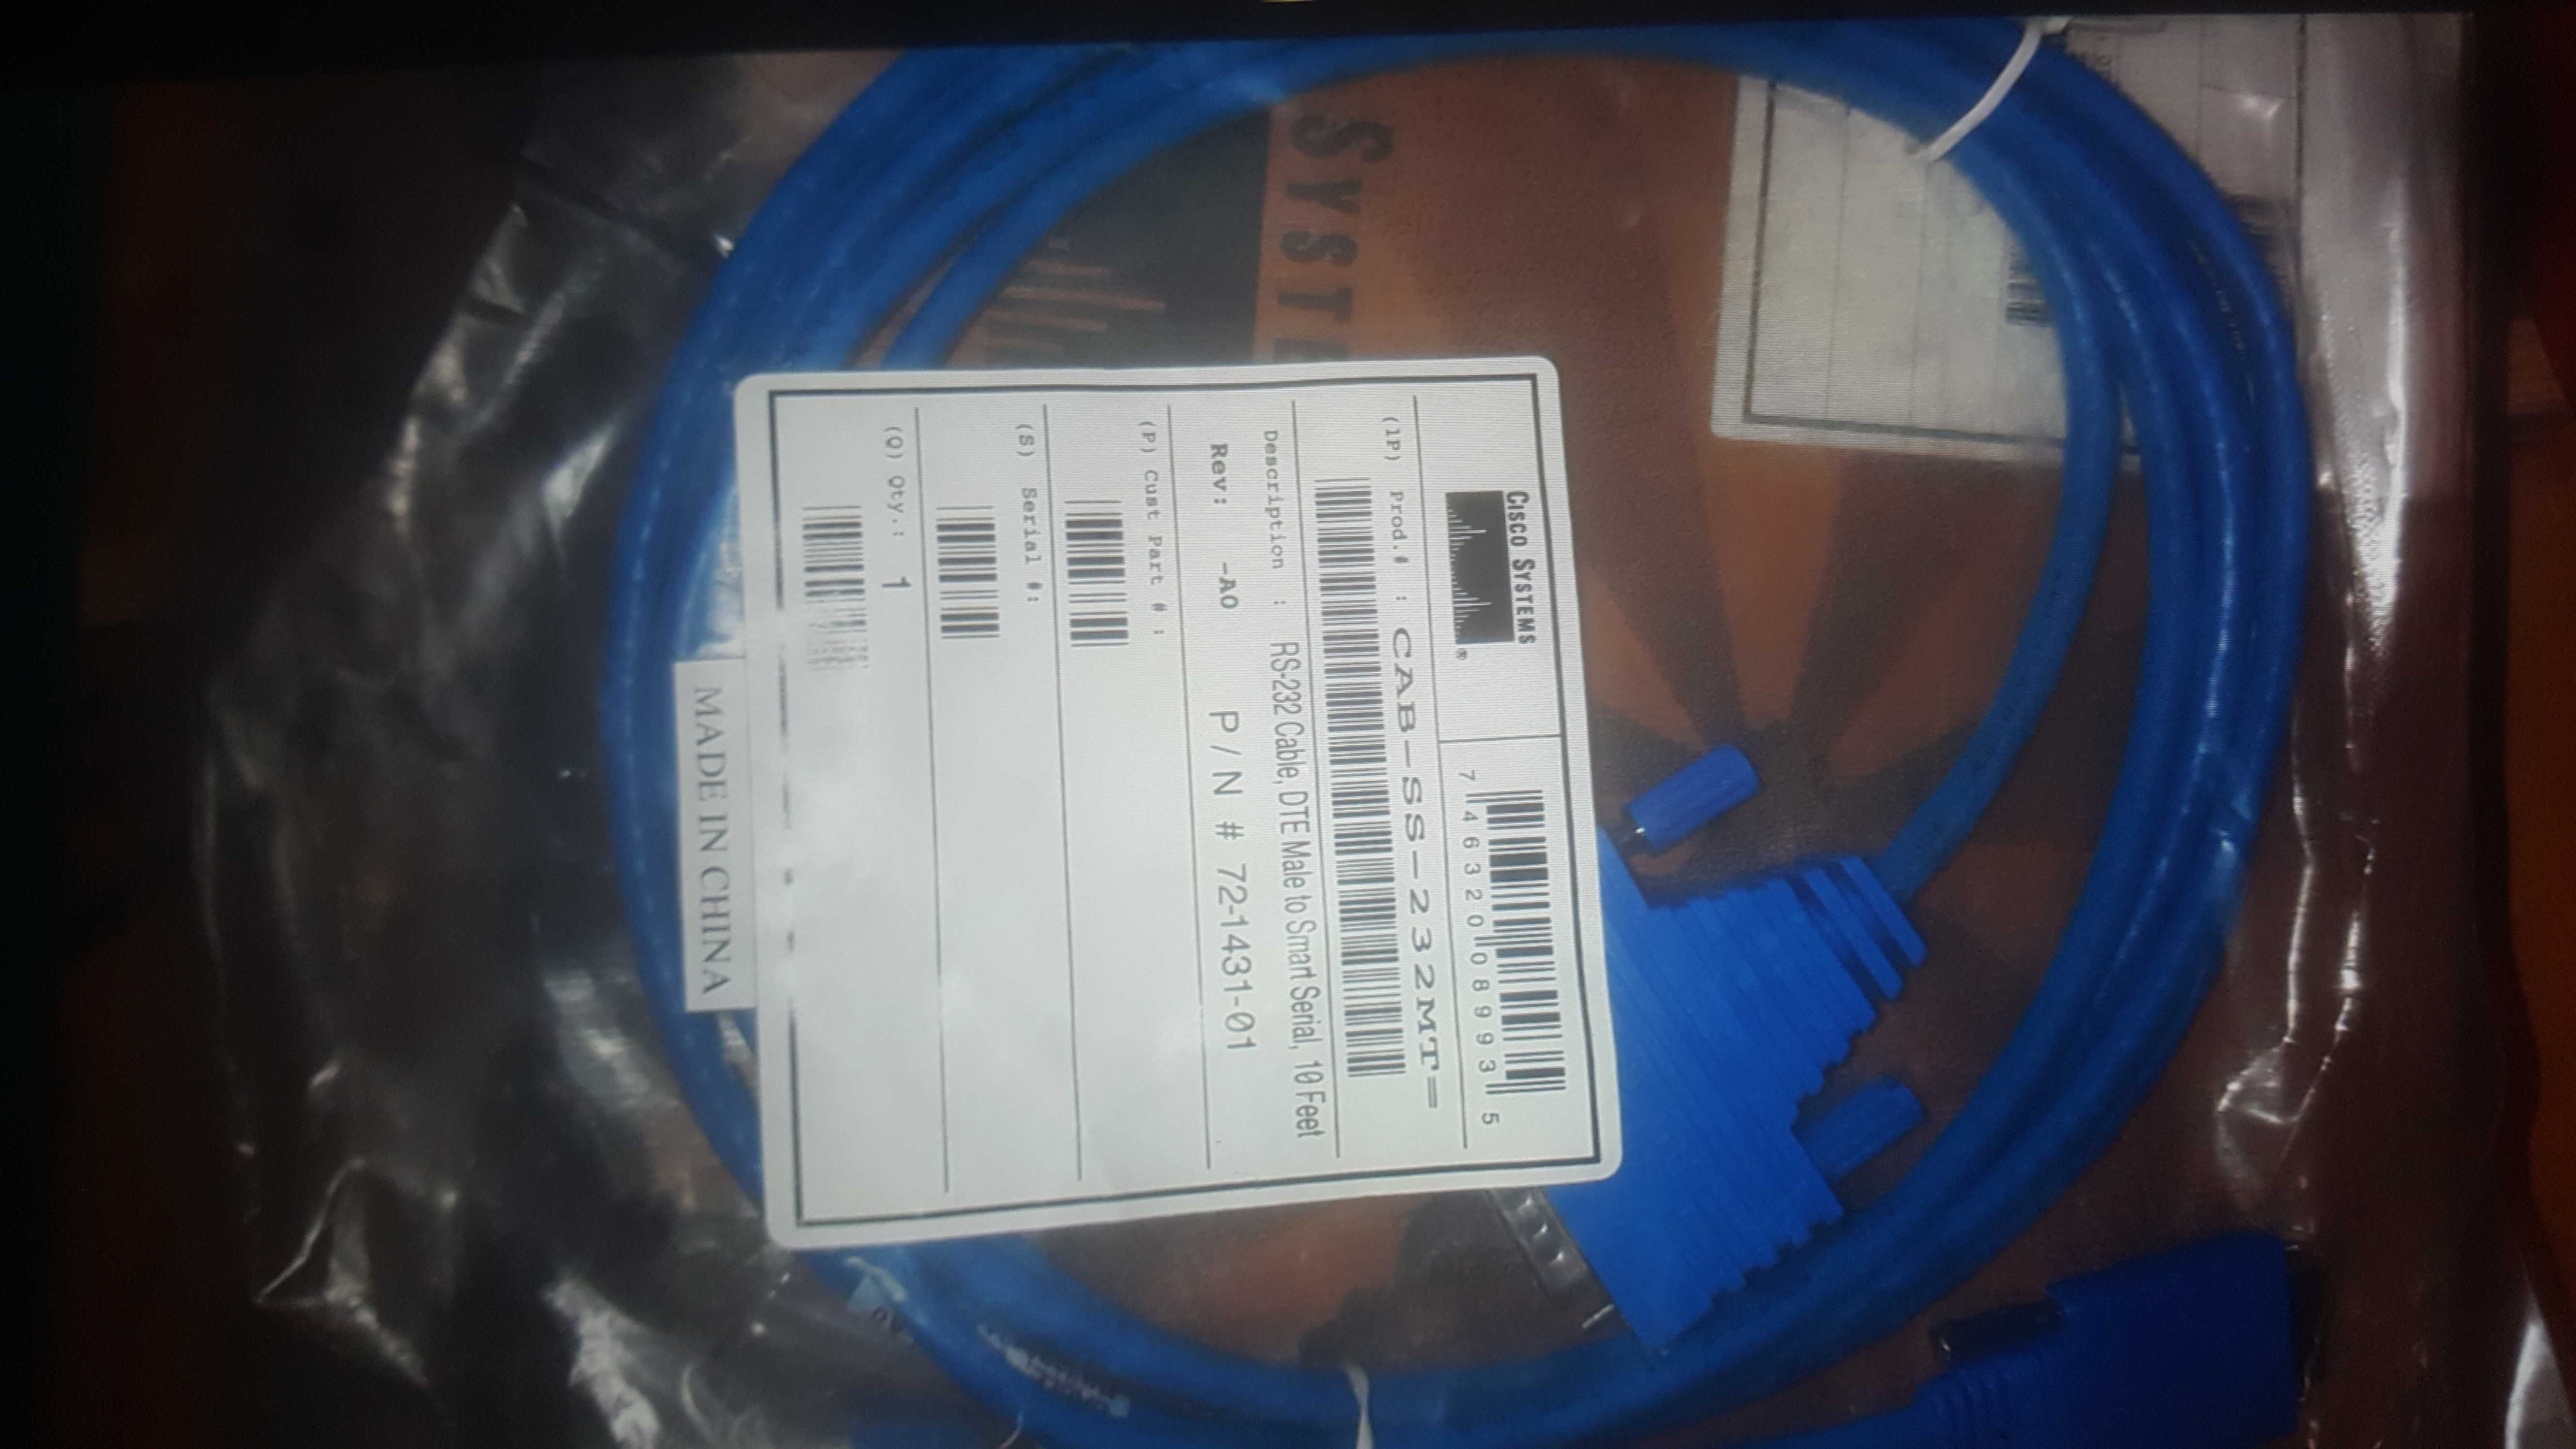 SYSTE
CISCO SYSTEMS
®
7 46320 08993 5
(1P) Prod.# : CAB-SS-232MT=
Description : RS-232 Cable, DTE Male to Smart Serial, 10 Feet
Rev: -A0 P/N # 72-1431-01
(P) Cust Part # :
(S) Serial #:
(Q) Qty.: 1
MADE IN CHINA